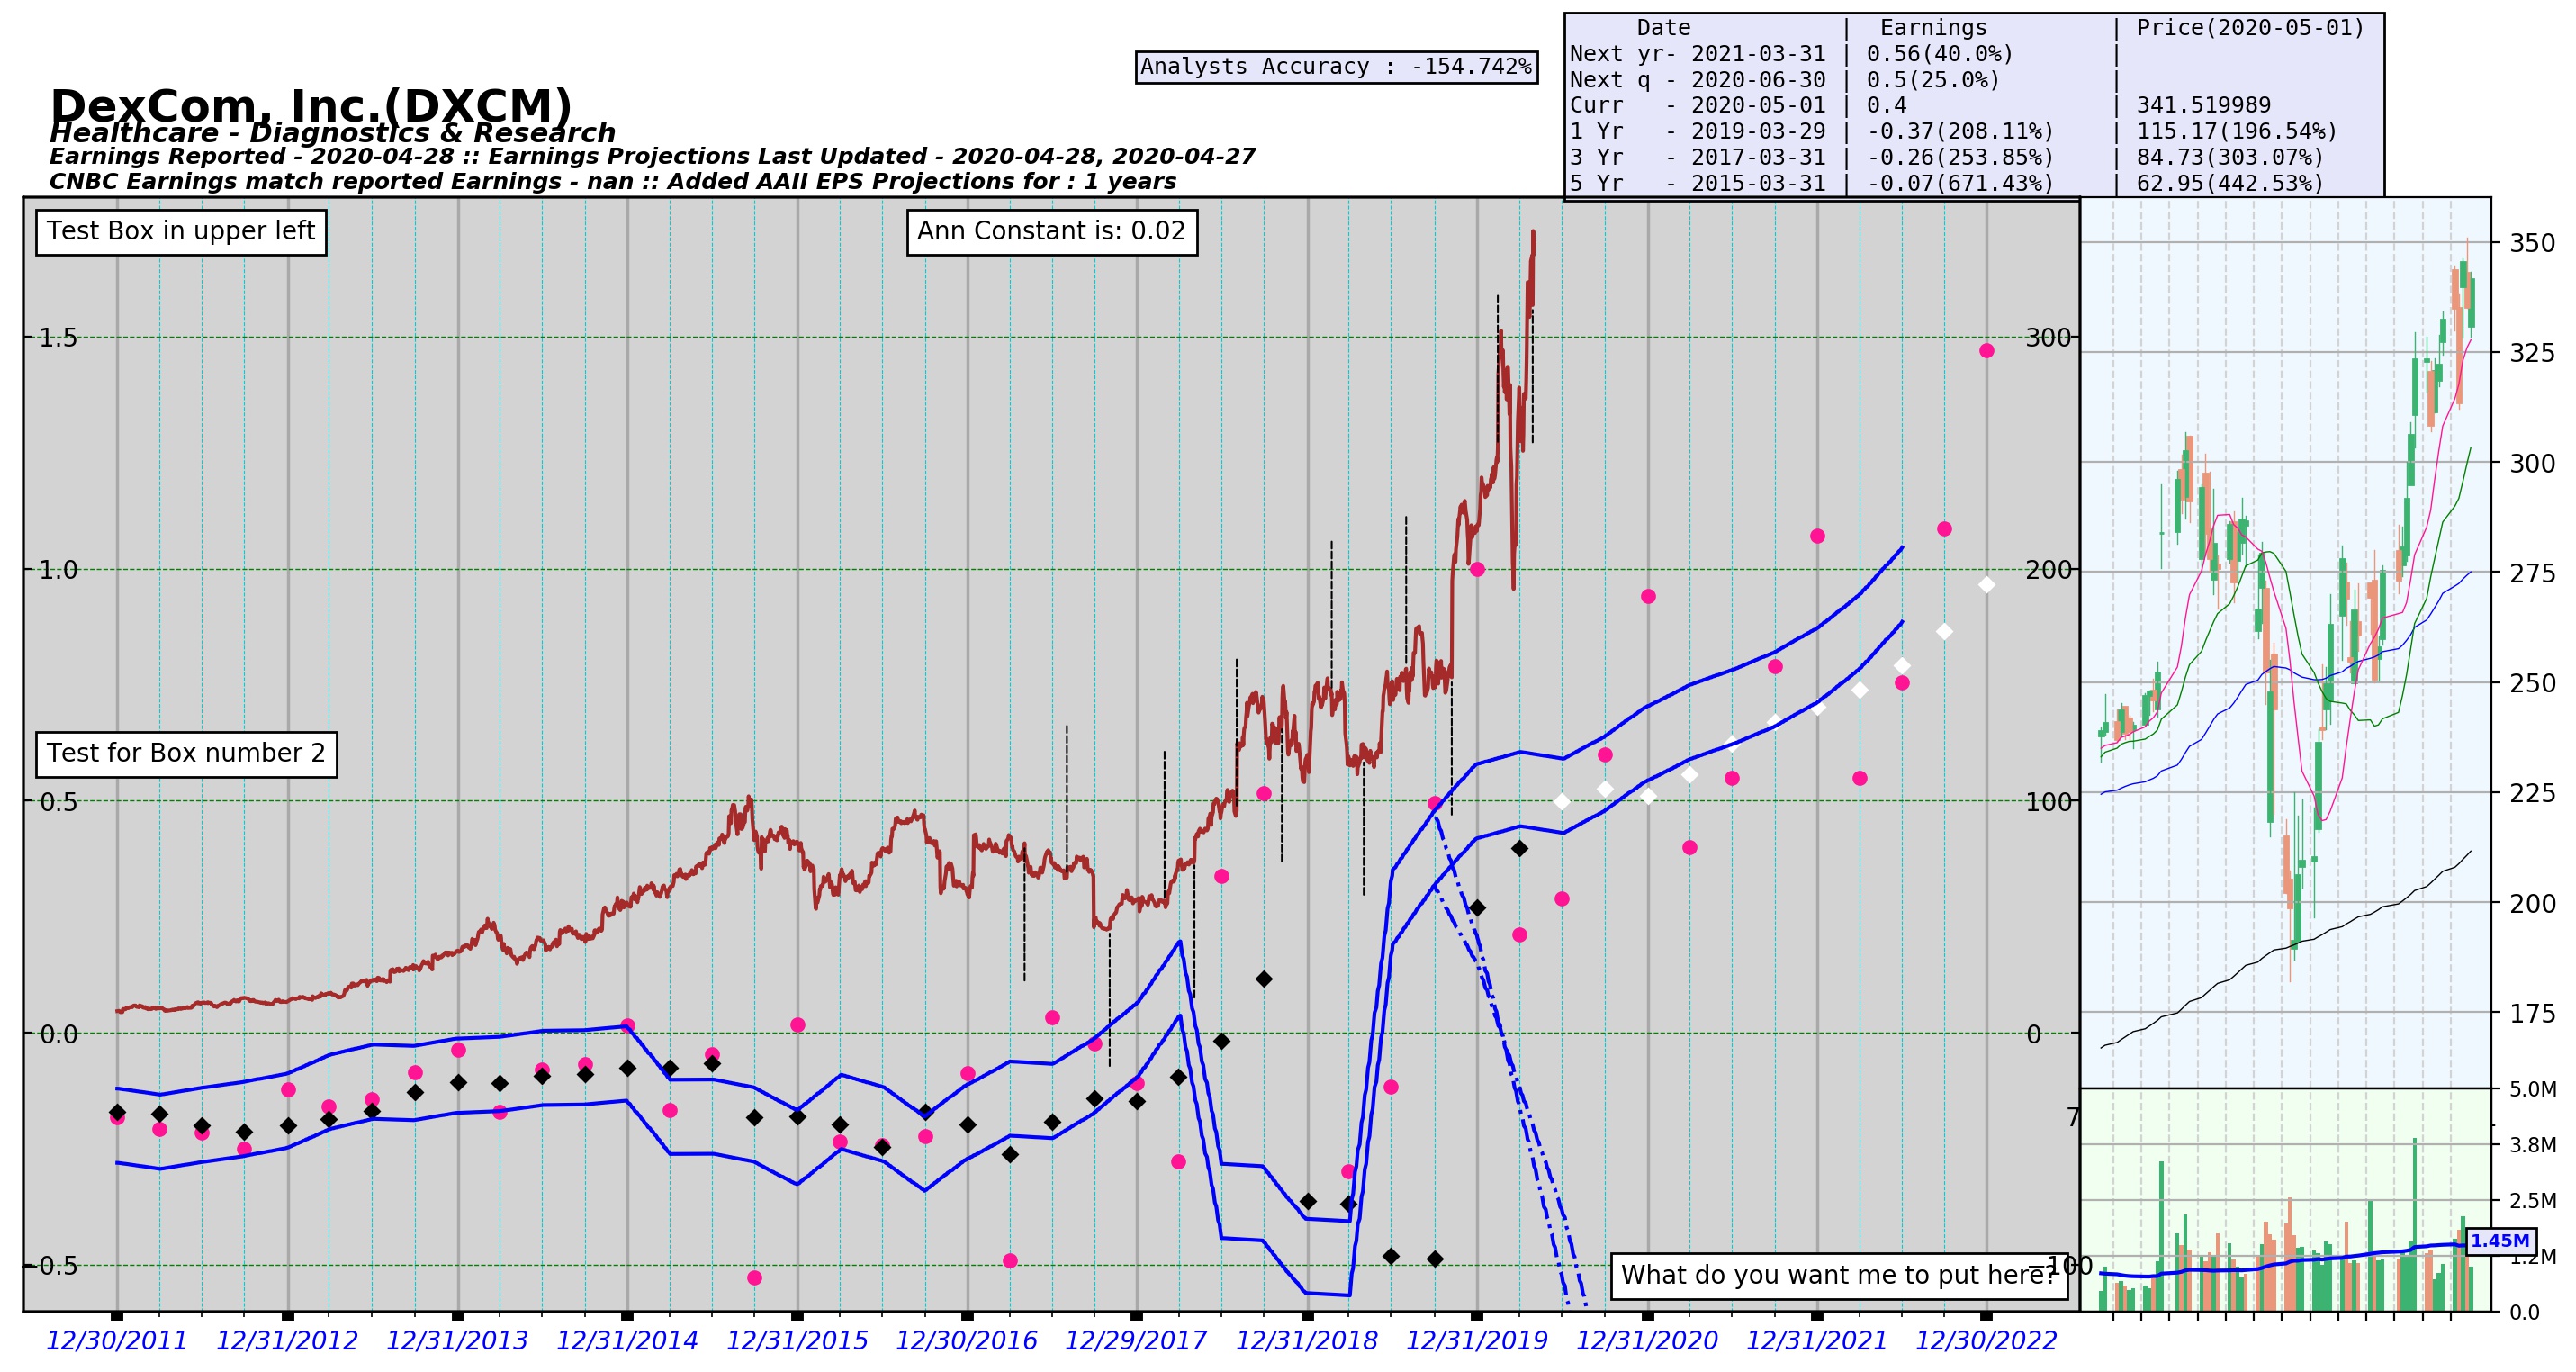 Date | Earnings | Price(2020-05-01)
Next yr- 2021-03-31 | 0.56(40.0%) |
Next q - 2020-06-30 | 0.5(25.0%) |
Curr - 2020-05-01 | 0.4 | 341.519989
1 Yr - 2019-03-29 | -0.37(208.11%) | 115.17(196.54%)
3 Yr - 2017-03-31 | -0.26(253.85%) | 84.73(303.07%)
5 Yr - 2015-03-31 | -0.07(671.43%) | 62.95(442.53%)
Analysts Accuracy : -154.742%
DexCom, Inc.(DXCM)
Healthcare - Diagnostics & Research
Earnings Reported - 2020-04-28 :: Earnings Projections Last Updated - 2020-04-28, 2020-04-27
CNBC Earnings match reported Earnings - nan :: Added AAII EPS Projections for : 1 years
Test Box in upper left
Ann Constant is: 0.02
Test for Box number 2
What do you want me to put here?
1.5
1.0
0.5
0.0
−0.5
300
200
100
0
−100
7
350
325
300
275
250
225
200
175
5.0M
3.8M
2.5M
1.45M
1.2M
0.0
12/30/2011 12/31/2012 12/31/2013 12/31/2014 12/31/2015 12/30/2016 12/29/2017 12/31/2018 12/31/2019 12/31/2020 12/31/2021 12/30/2022